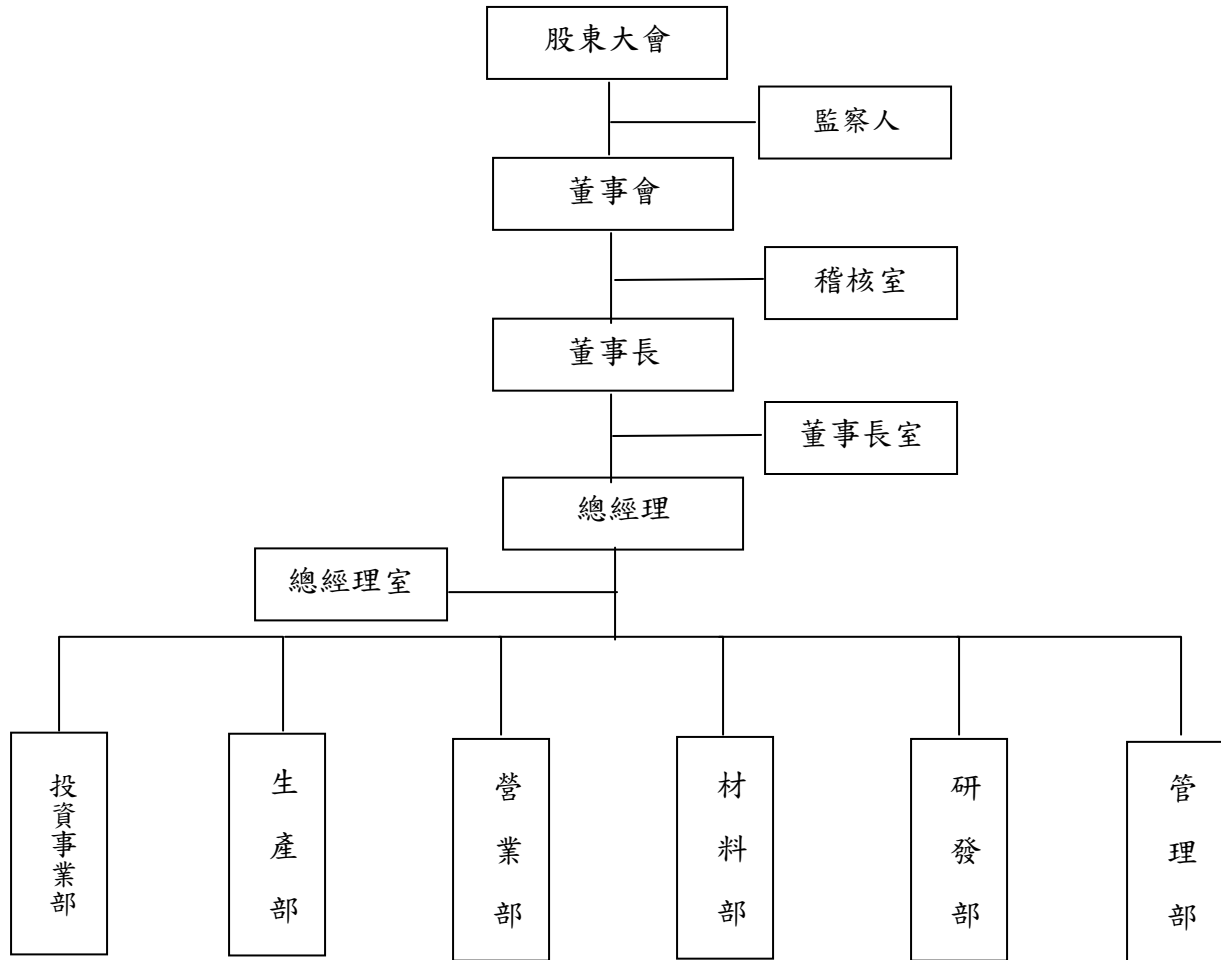 股東大會
監察人
董事會
稽核室
董事長
董事長室
總經理
總經理室
投資事業部
生產部
營業部
材料部
研發部
管理部